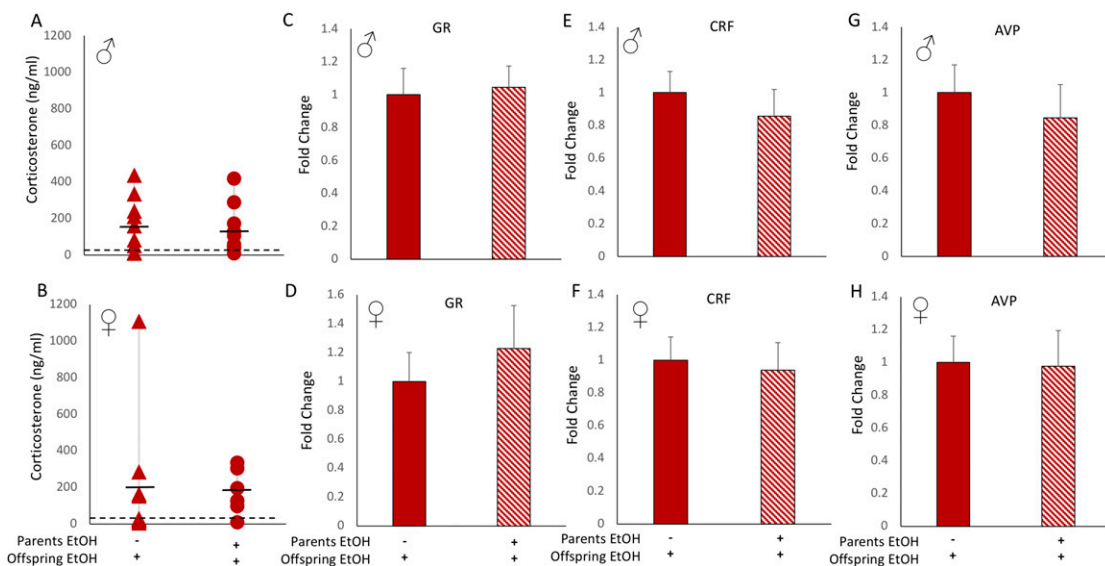 A
♂
Corticosterone (ng/ml)
1200
1000
800
600
400
200
0
C
GR
♂
Fold Change
1.4
1.2
1
0.8
0.6
0.4
0.2
0
E
CRF
♂
Fold Change
1.4
1.2
1
0.8
0.6
0.4
0.2
0
G
AVP
♂
Fold Change
1.4
1.2
1
0.8
0.6
0.4
0.2
0
B
♀
Corticosterone (ng/ml)
1200
1000
800
600
400
200
0
D
GR
♀
Fold Change
1.6
1.4
1.2
1
0.8
0.6
0.4
0.2
0
F
CRF
♀
Fold Change
1.4
1.2
1
0.8
0.6
0.4
0.2
0
H
AVP
♀
Fold Change
1.4
1.2
1
0.8
0.6
0.4
0.2
0
Parents EtOH - +
Offspring EtOH + +
Parents EtOH - +
Offspring EtOH + +
Parents EtOH - +
Offspring EtOH + +
Parents EtOH - +
Offspring EtOH + +